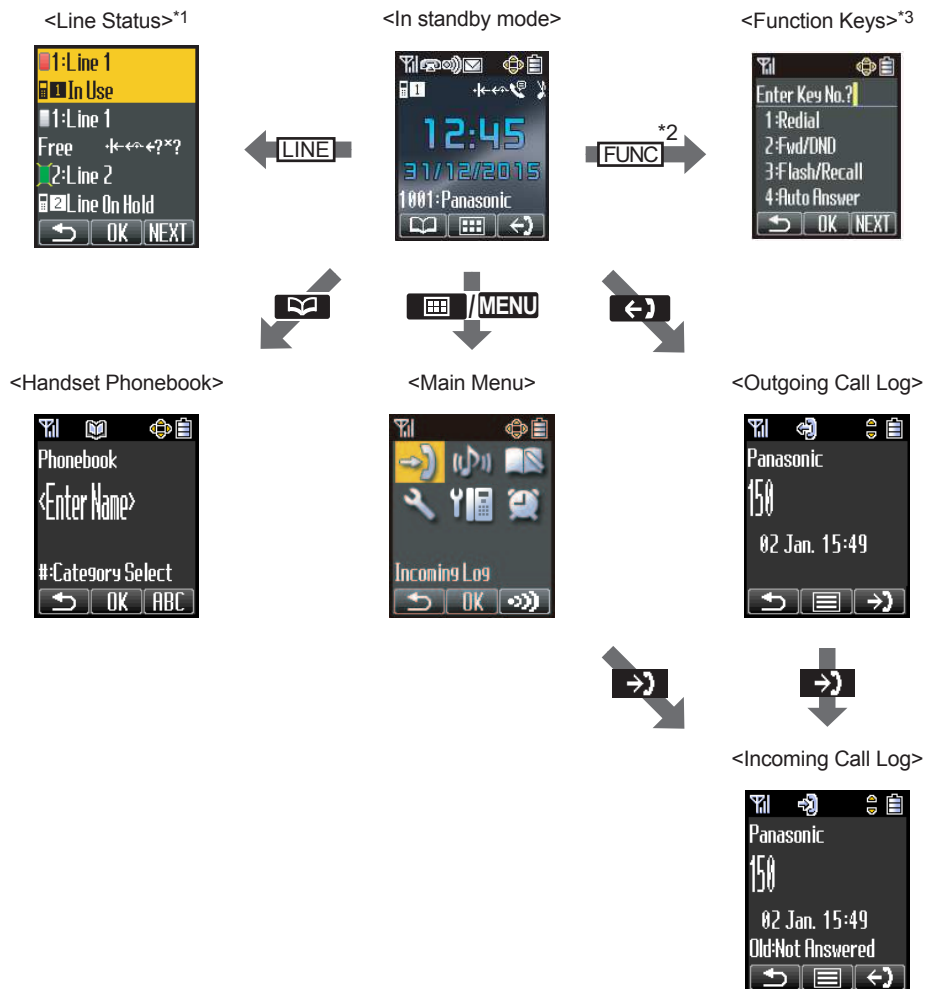 <Line Status>*1
<In standby mode>
<Function Keys>*3
1:Line 1
1 In Use
1:Line 1
Free
2:Line 2
2 Line On Hold
OK NEXT
LINE
1
12:45
31/12/2015
1001:Panasonic
*2
FUNC
Enter Key No.?
1:Redial
2:Fwd/DND
3:Flash/Recall
4:Auto Answer
OK NEXT
/MENU
<Handset Phonebook>
<Main Menu>
<Outgoing Call Log>
Phonebook
<Enter Name>
#:Category Select
OK ABC
Incoming Log
OK
Panasonic
150
02 Jan. 15:49
<Incoming Call Log>
Panasonic
150
02 Jan. 15:49
Old:Not Answered